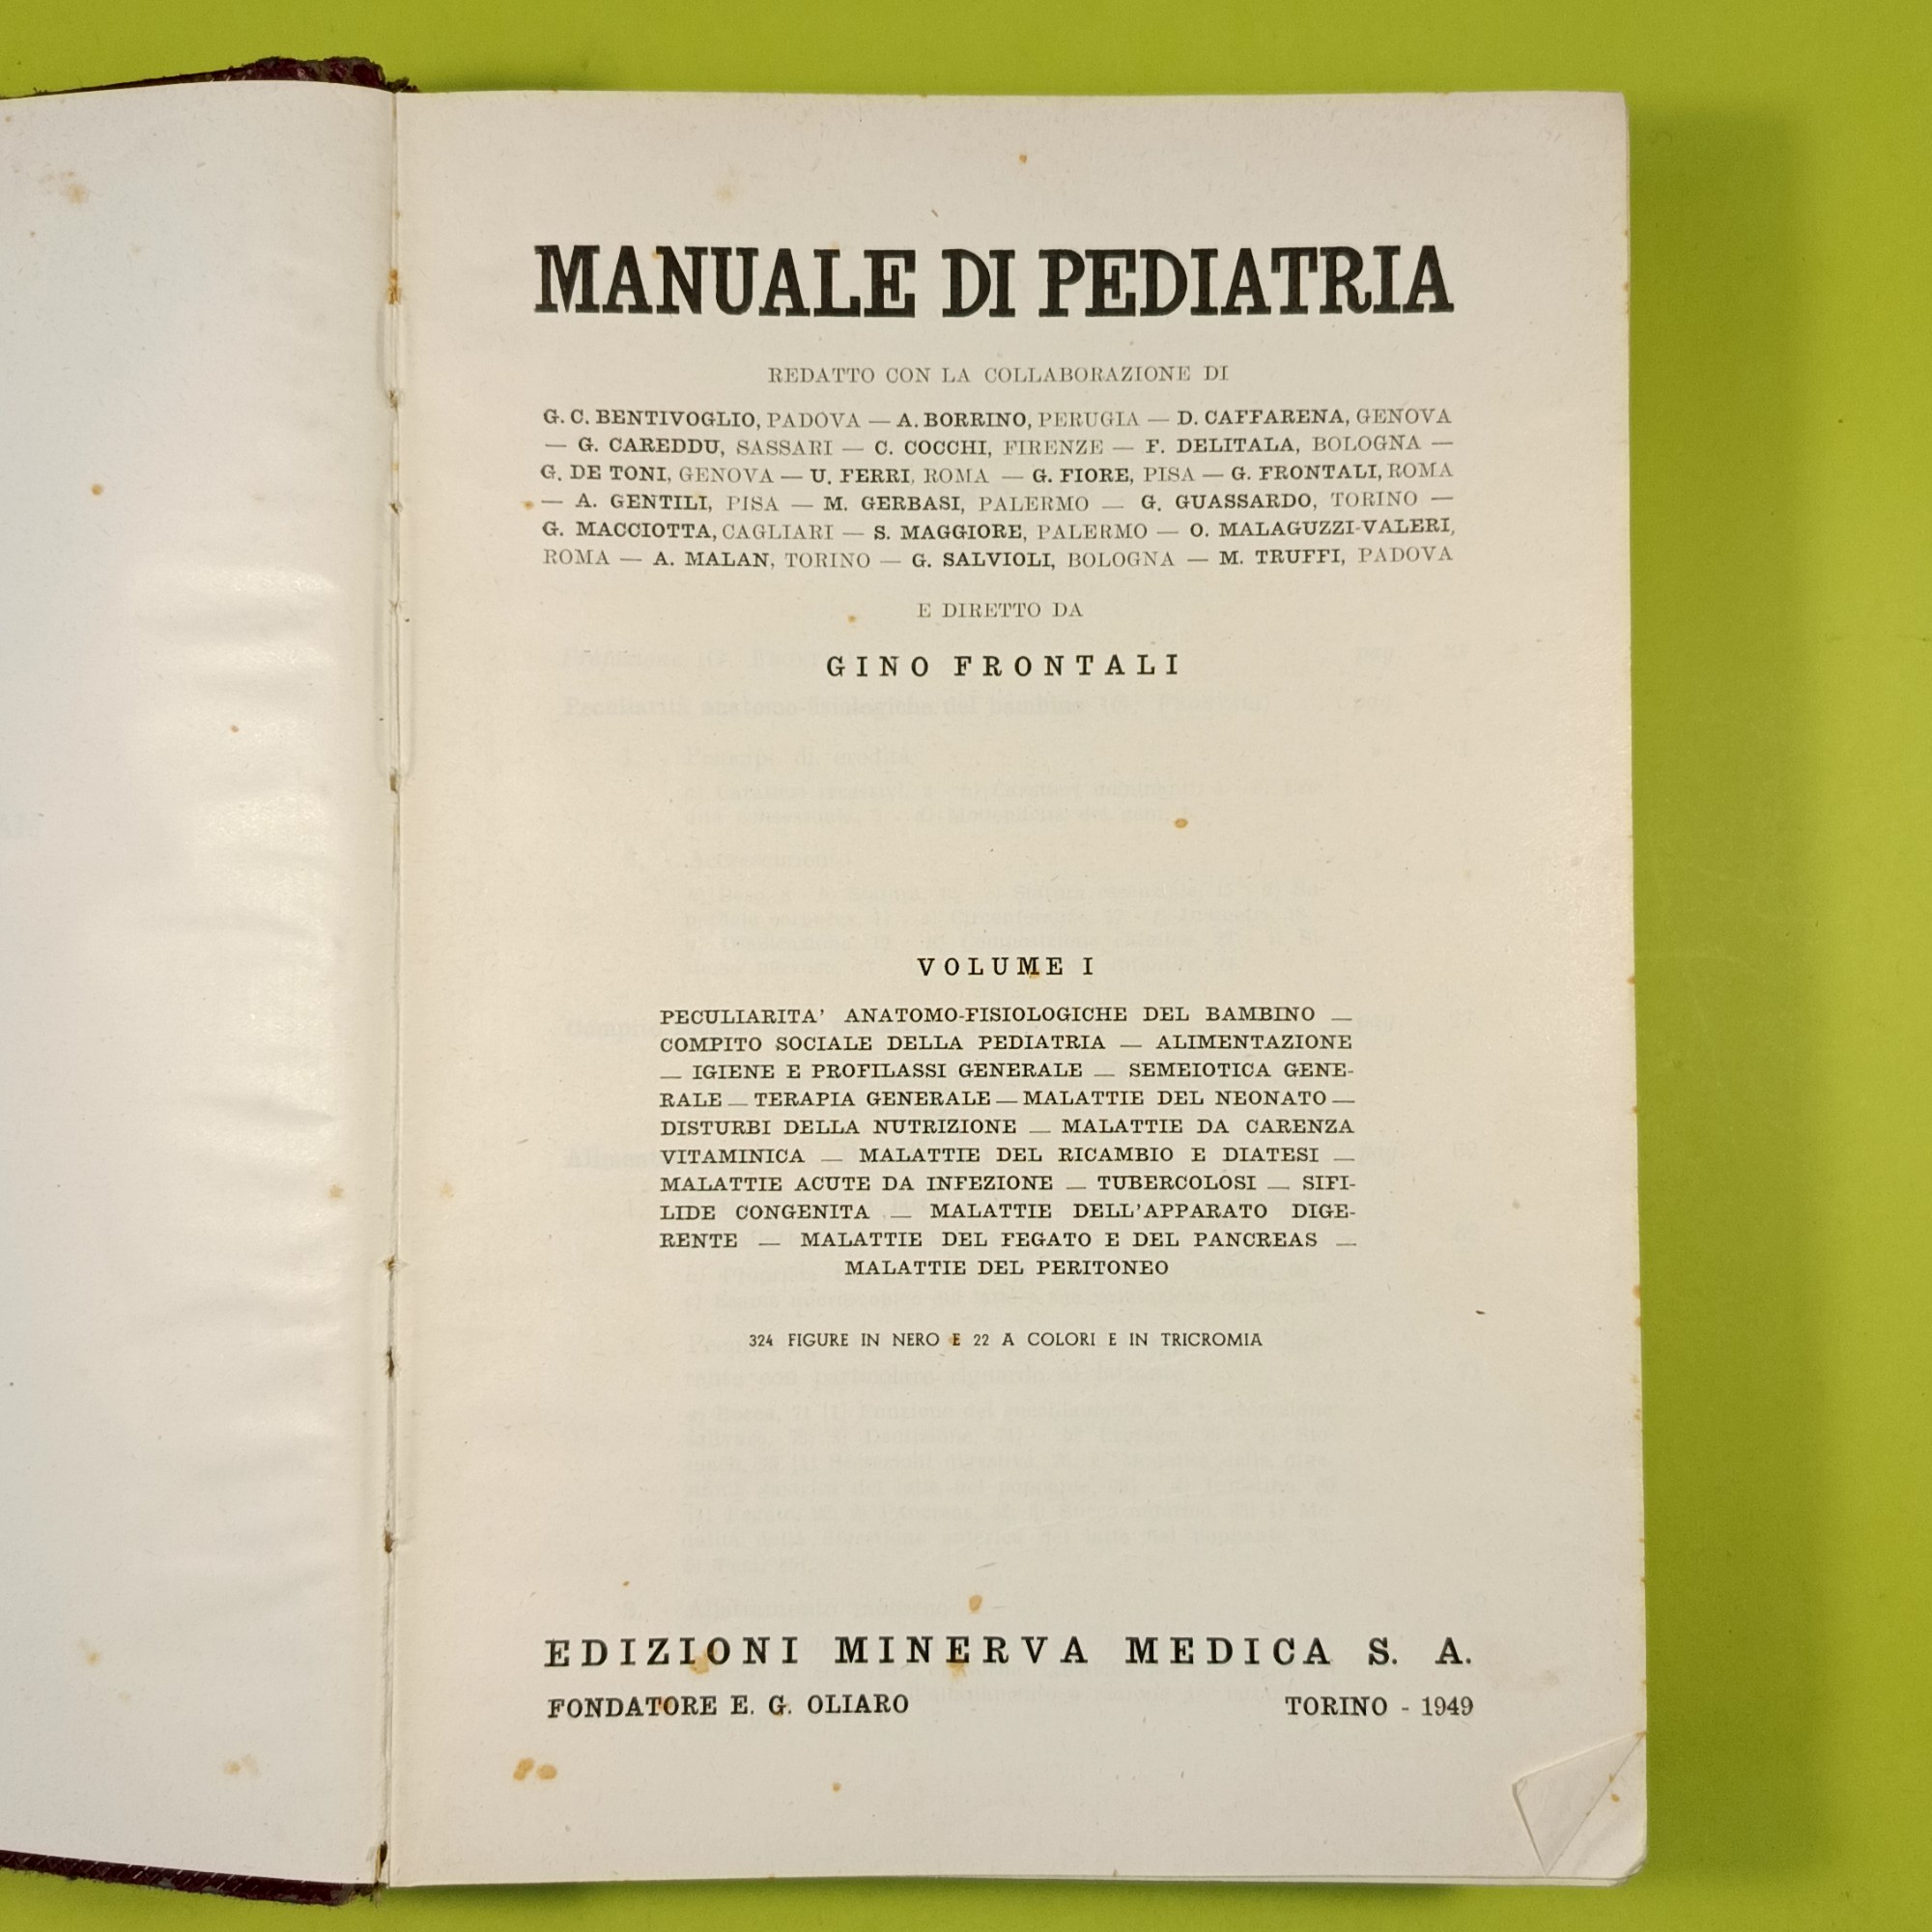 MANUALE DI PEDIATRIA
REDATTO CON LA COLLABORAZIONE DI
G. C. BENTIVOGLIO, PADOVA — A. BORRINO, PERUGIA — D. CAFFARENA, GENOVA
— G. CAREDDU, SASSARI — C. COCCHI, FIRENZE — F. DELITALA, BOLOGNA —
G. DE TONI, GENOVA — U. FERRI, ROMA — G. FIORE, PISA — G. FRONTALI, ROMA
— A. GENTILI, PISA — M. GERBASI, PALERMO — G. GUASSARDO, TORINO —
G. MACCIOTTA, CAGLIARI — S. MAGGIORE, PALERMO — O. MALAGUZZI-VALERI,
ROMA — A. MALAN, TORINO — G. SALVIOLI, BOLOGNA — M. TRUFFI, PADOVA
E DIRETTO DA
GINO FRONTALI
VOLUME I
PECULIARITA' ANATOMO-FISIOLOGICHE DEL BAMBINO —
COMPITO SOCIALE DELLA PEDIATRIA — ALIMENTAZIONE
— IGIENE E PROFILASSI GENERALE — SEMEIOTICA GENE-
RALE — TERAPIA GENERALE — MALATTIE DEL NEONATO —
DISTURBI DELLA NUTRIZIONE — MALATTIE DA CARENZA
VITAMINICA — MALATTIE DEL RICAMBIO E DIATESI —
MALATTIE ACUTE DA INFEZIONE — TUBERCOLOSI — SIFI-
LIDE CONGENITA — MALATTIE DELL'APPARATO DIGE-
RENTE — MALATTIE DEL FEGATO E DEL PANCREAS —
MALATTIE DEL PERITONEO
324 FIGURE IN NERO E 22 A COLORI E IN TRICROMIA
EDIZIONI MINERVA MEDICA S. A.
FONDATORE E. G. OLIARO TORINO - 1949